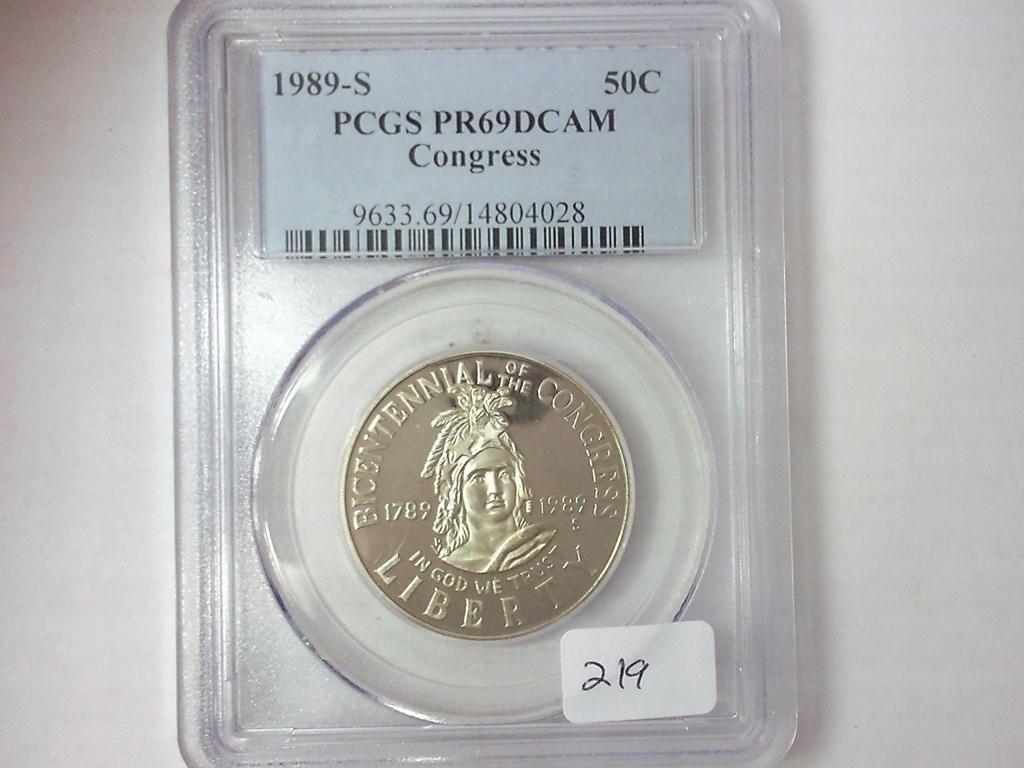 1989-S 50C
PCGS PR69DCAM
Congress
9633.69/14804028
BICENTENNIAL OF THE CONGRESS
1789 1989
S
IN GOD WE TRUST
LIBERTY
219